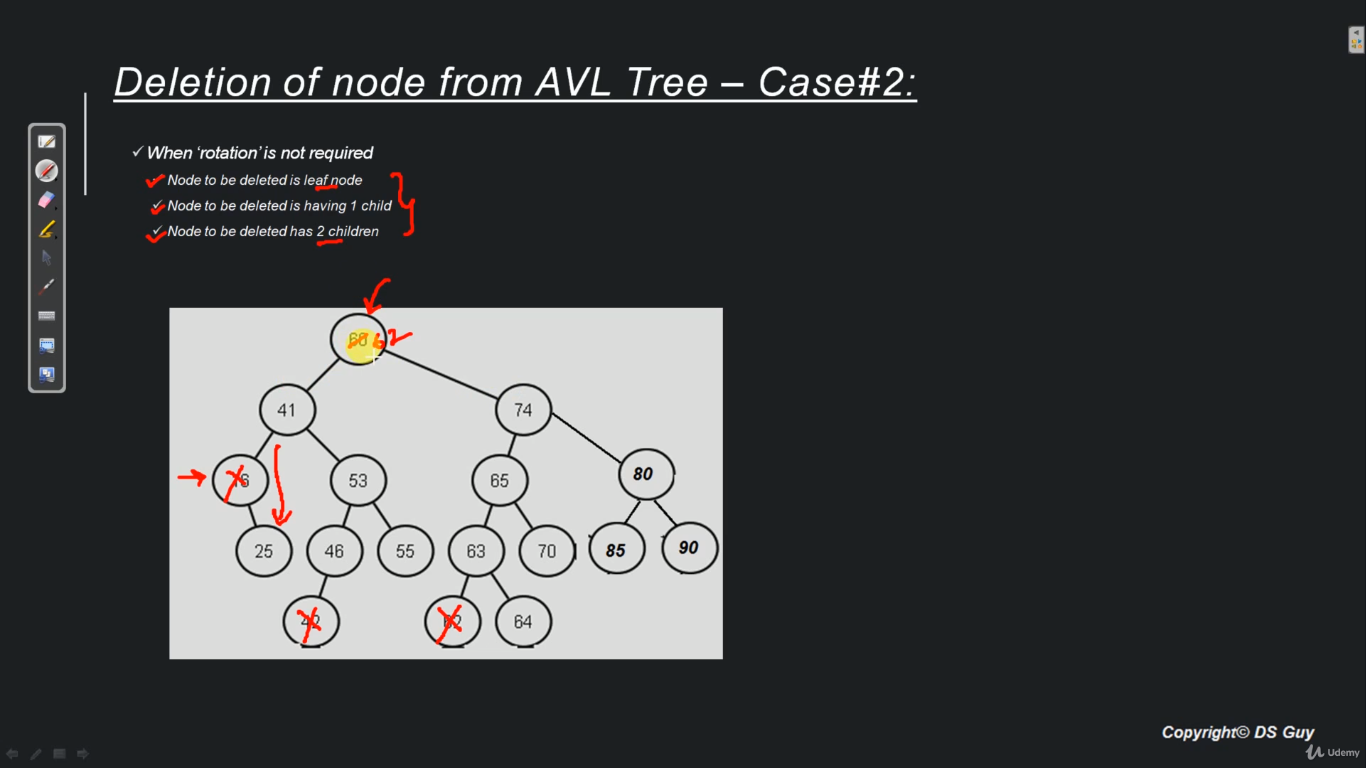 Deletion of node from AVL Tree – Case#2:
✓ When 'rotation' is not required
✓ Node to be deleted is leaf node
✓ Node to be deleted is having 1 child
✓ Node to be deleted has 2 children
60 62
41 74
16 53 65 80
25 46 55 63 70 85 90
42 62 64
Copyright© DS Guy
Udemy